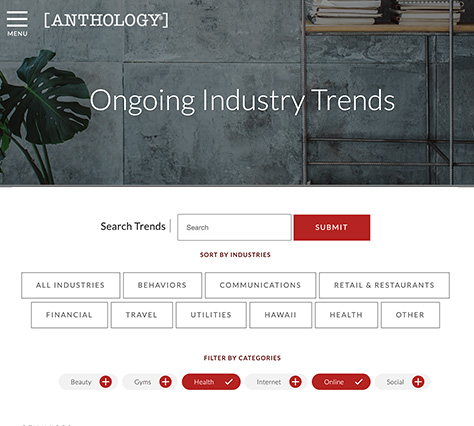 [ANTHOLOGY®]
MENU
Ongoing Industry Trends
Search Trends Search SUBMIT
SORT BY INDUSTRIES
ALL INDUSTRIES BEHAVIORS COMMUNICATIONS RETAIL & RESTAURANTS
FINANCIAL TRAVEL UTILITIES HAWAII HEALTH OTHER
FILTER BY CATEGORIES
Beauty Gyms Health Internet Online Social